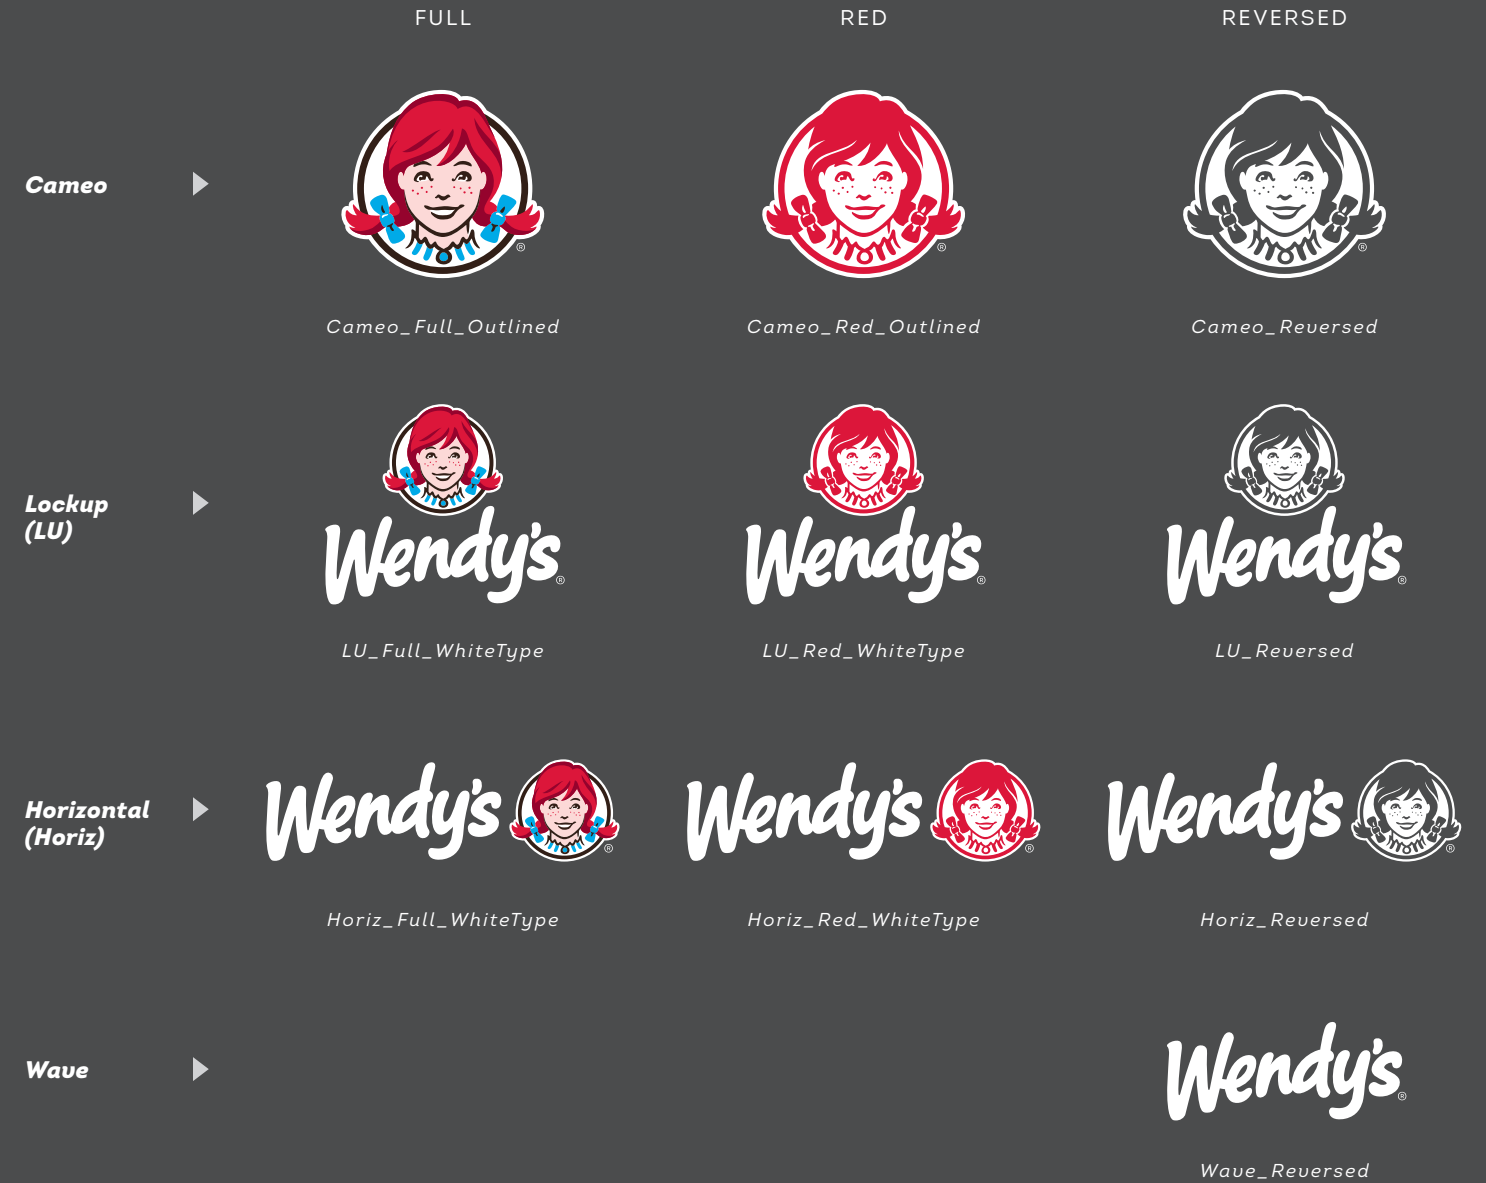 FULL RED REVERSED
Cameo
®
®
®
Cameo_Full_Outlined Cameo_Red_Outlined Cameo_Reversed
Lockup
(LU)
Wendy's® Wendy's® Wendy's®
LU_Full_WhiteType LU_Red_WhiteType LU_Reversed
Horizontal
(Horiz)
Wendy's ® Wendy's ® Wendy's ®
Horiz_Full_WhiteType Horiz_Red_WhiteType Horiz_Reversed
Wave
Wendy's®
Wave_Reversed